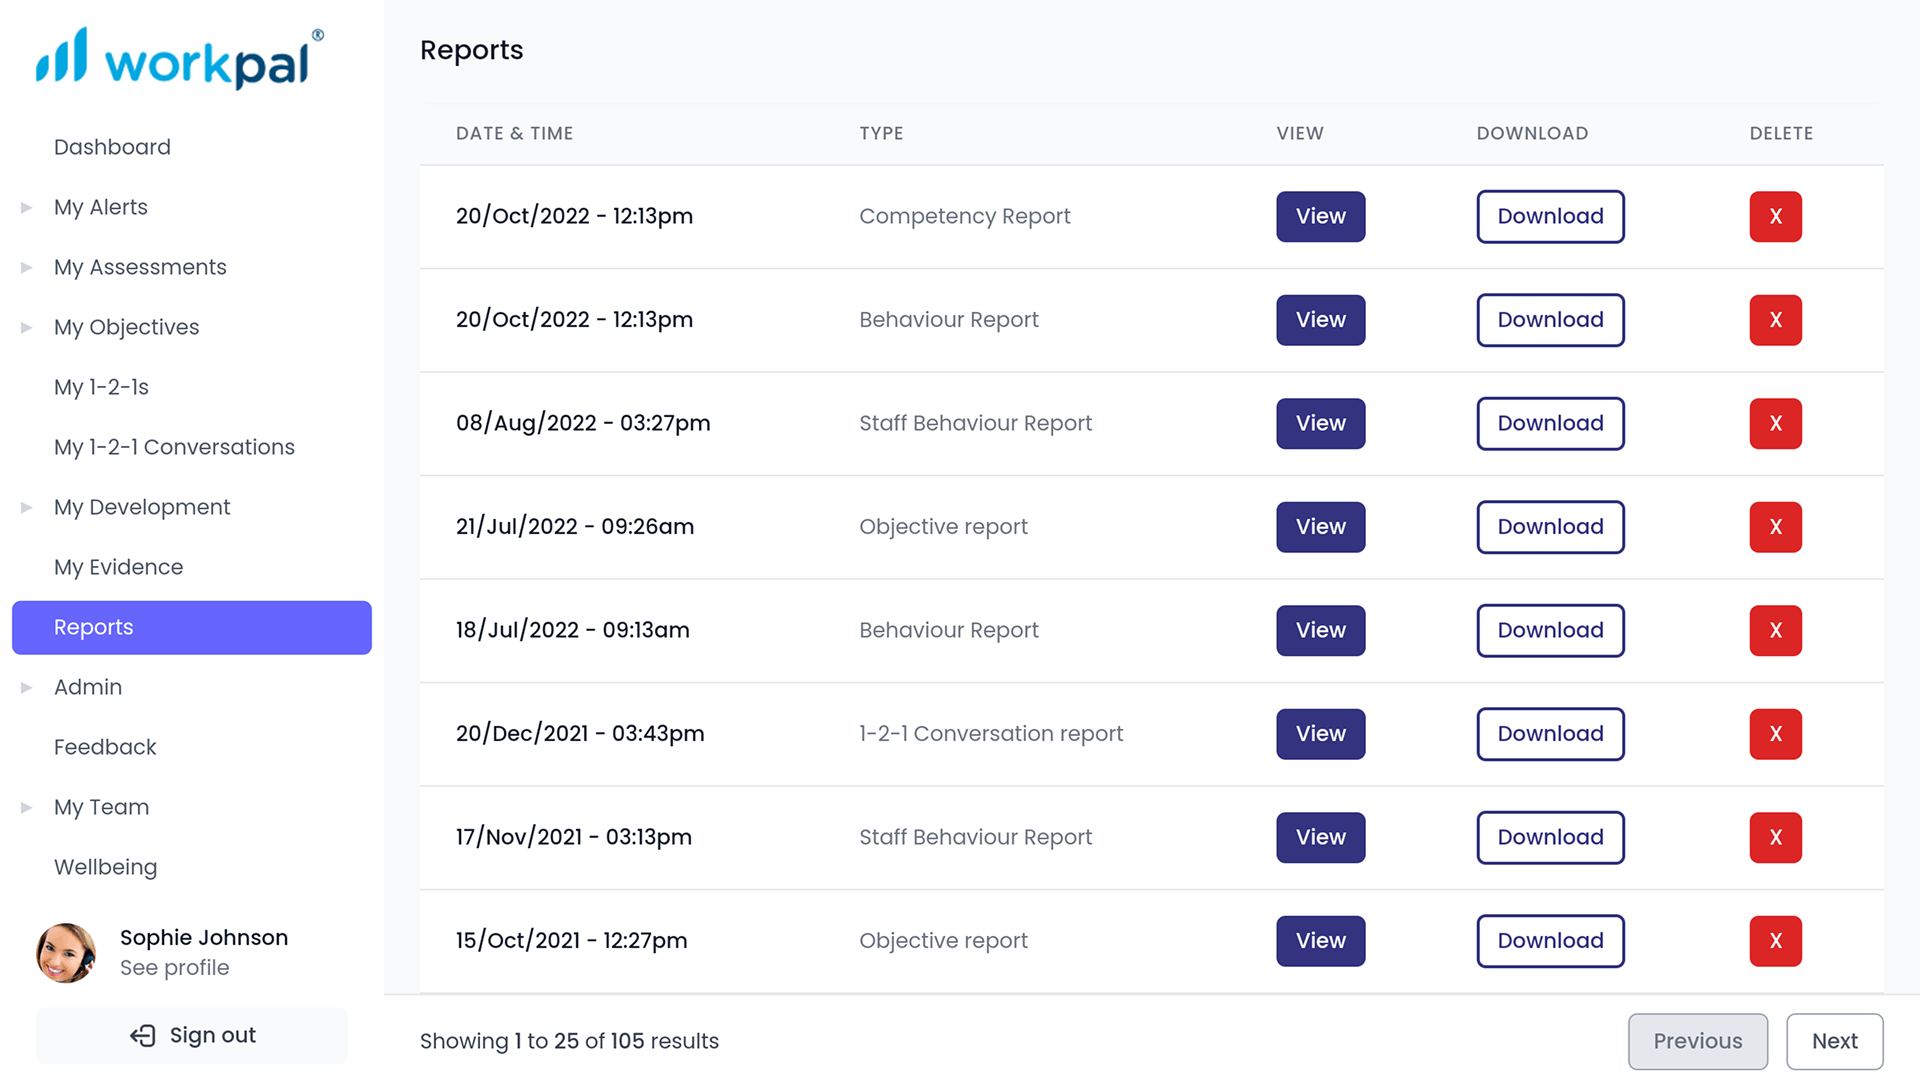 workpal®
Dashboard
My Alerts
My Assessments
My Objectives
My 1-2-1s
My 1-2-1 Conversations
My Development
My Evidence
Reports
Admin
Feedback
My Team
Wellbeing
Sophie Johnson
See profile
Sign out
Reports
DATE & TIME TYPE VIEW DOWNLOAD DELETE
20/Oct/2022 - 12:13pm Competency Report View Download X
20/Oct/2022 - 12:13pm Behaviour Report View Download X
08/Aug/2022 - 03:27pm Staff Behaviour Report View Download X
21/Jul/2022 - 09:26am Objective report View Download X
18/Jul/2022 - 09:13am Behaviour Report View Download X
20/Dec/2021 - 03:43pm 1-2-1 Conversation report View Download X
17/Nov/2021 - 03:13pm Staff Behaviour Report View Download X
15/Oct/2021 - 12:27pm Objective report View Download X
Showing 1 to 25 of 105 results Previous Next